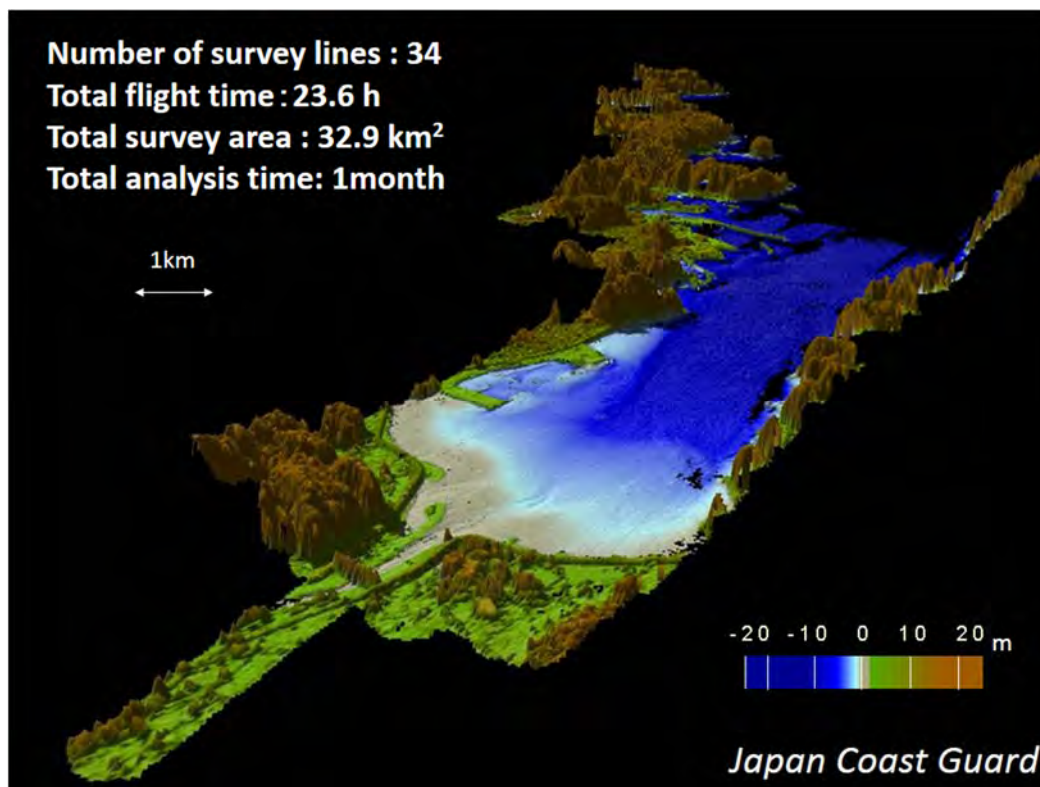 Number of survey lines : 34
Total flight time : 23.6 h
Total survey area : 32.9 km²
Total analysis time: 1month
1km
-20 -10 0 10 20 m
Japan Coast Guard